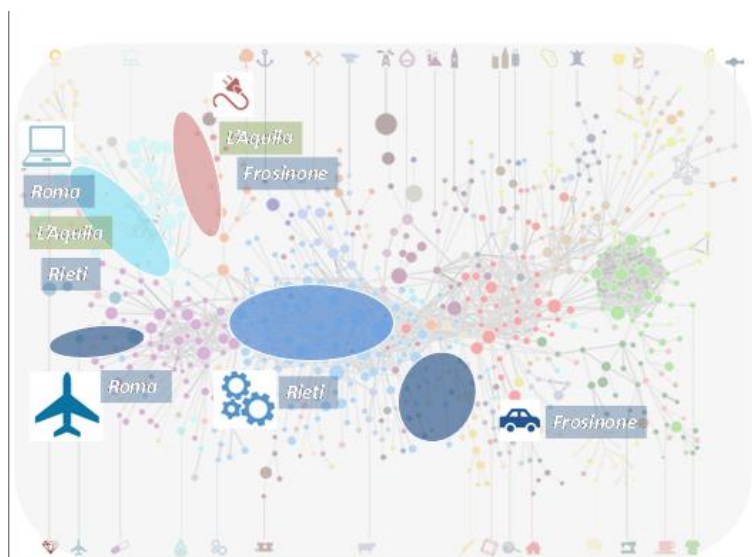 L'Aquila
Frosinone
Roma
L'Aquila
Rieti
Roma
Rieti
Frosinone